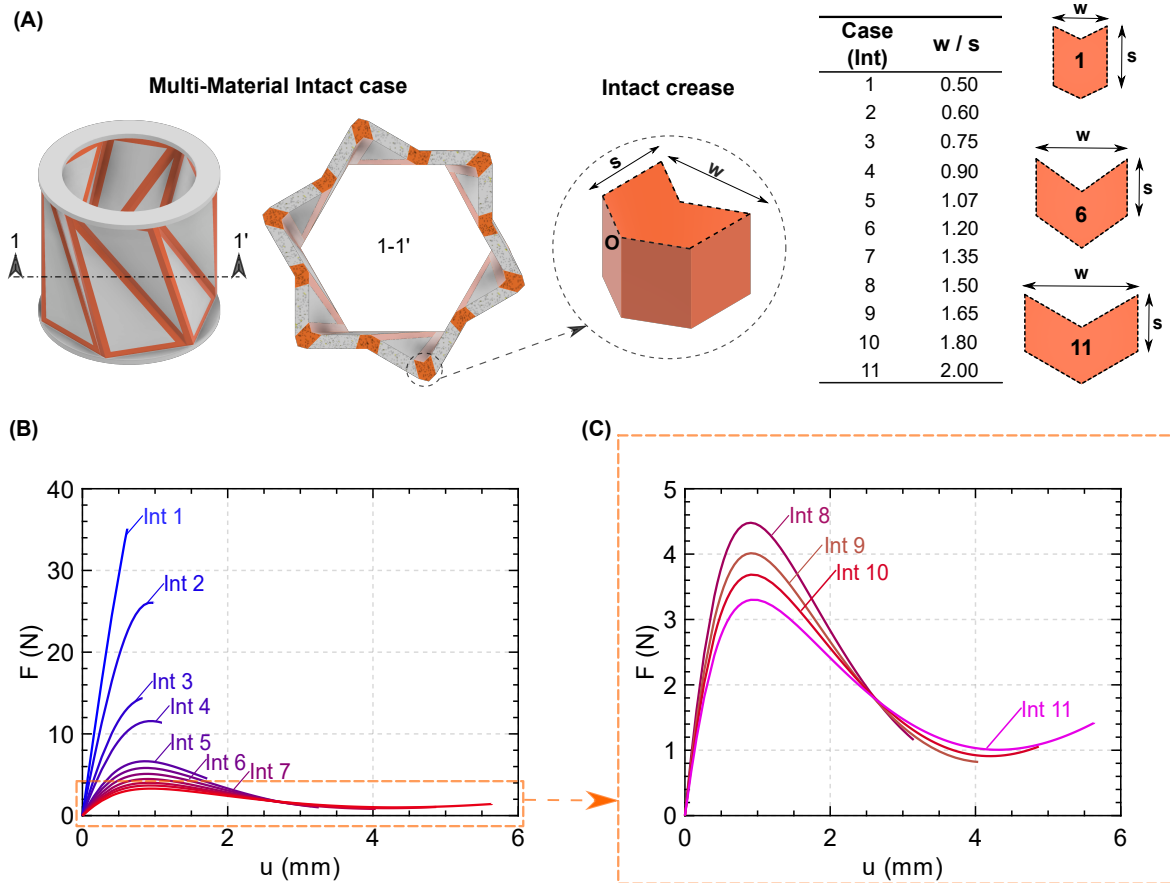 (A)
Multi-Material Intact case
1
1'
1-1'
Intact crease
s
w
O
Case (Int) w / s
1 0.50
2 0.60
3 0.75
4 0.90
5 1.07
6 1.20
7 1.35
8 1.50
9 1.65
10 1.80
11 2.00
w
1
s
w
6
s
w
11
s
(B)
40
30
20
10
0
F (N)
Int 1
Int 2
Int 3
Int 4
Int 5
Int 6
Int 7
0 2 4 6
u (mm)
(C)
5
4
3
2
1
0
F (N)
Int 8
Int 9
Int 10
Int 11
0 2 4 6
u (mm)